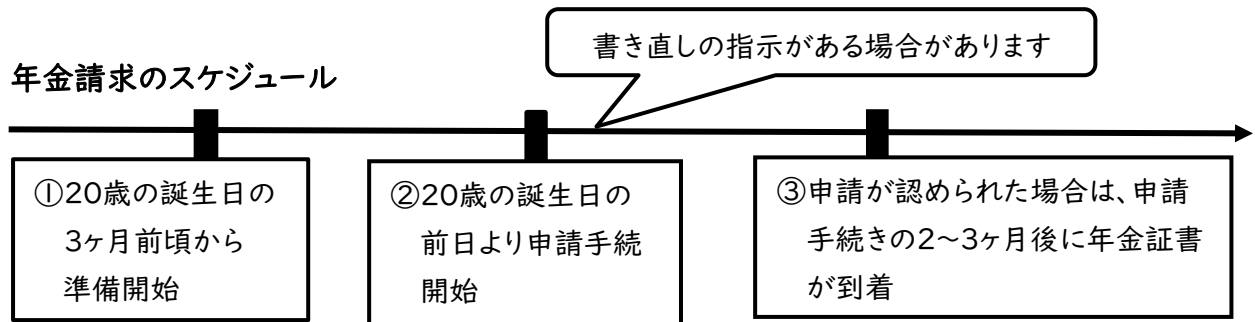 書き直しの指示がある場合があります
年金請求のスケジュール
①20歳の誕生日の
3ヶ月前頃から
準備開始
②20歳の誕生日の
前日より申請手続
開始
③申請が認められた場合は、申請
手続きの2～3ヶ月後に年金証書
が到着